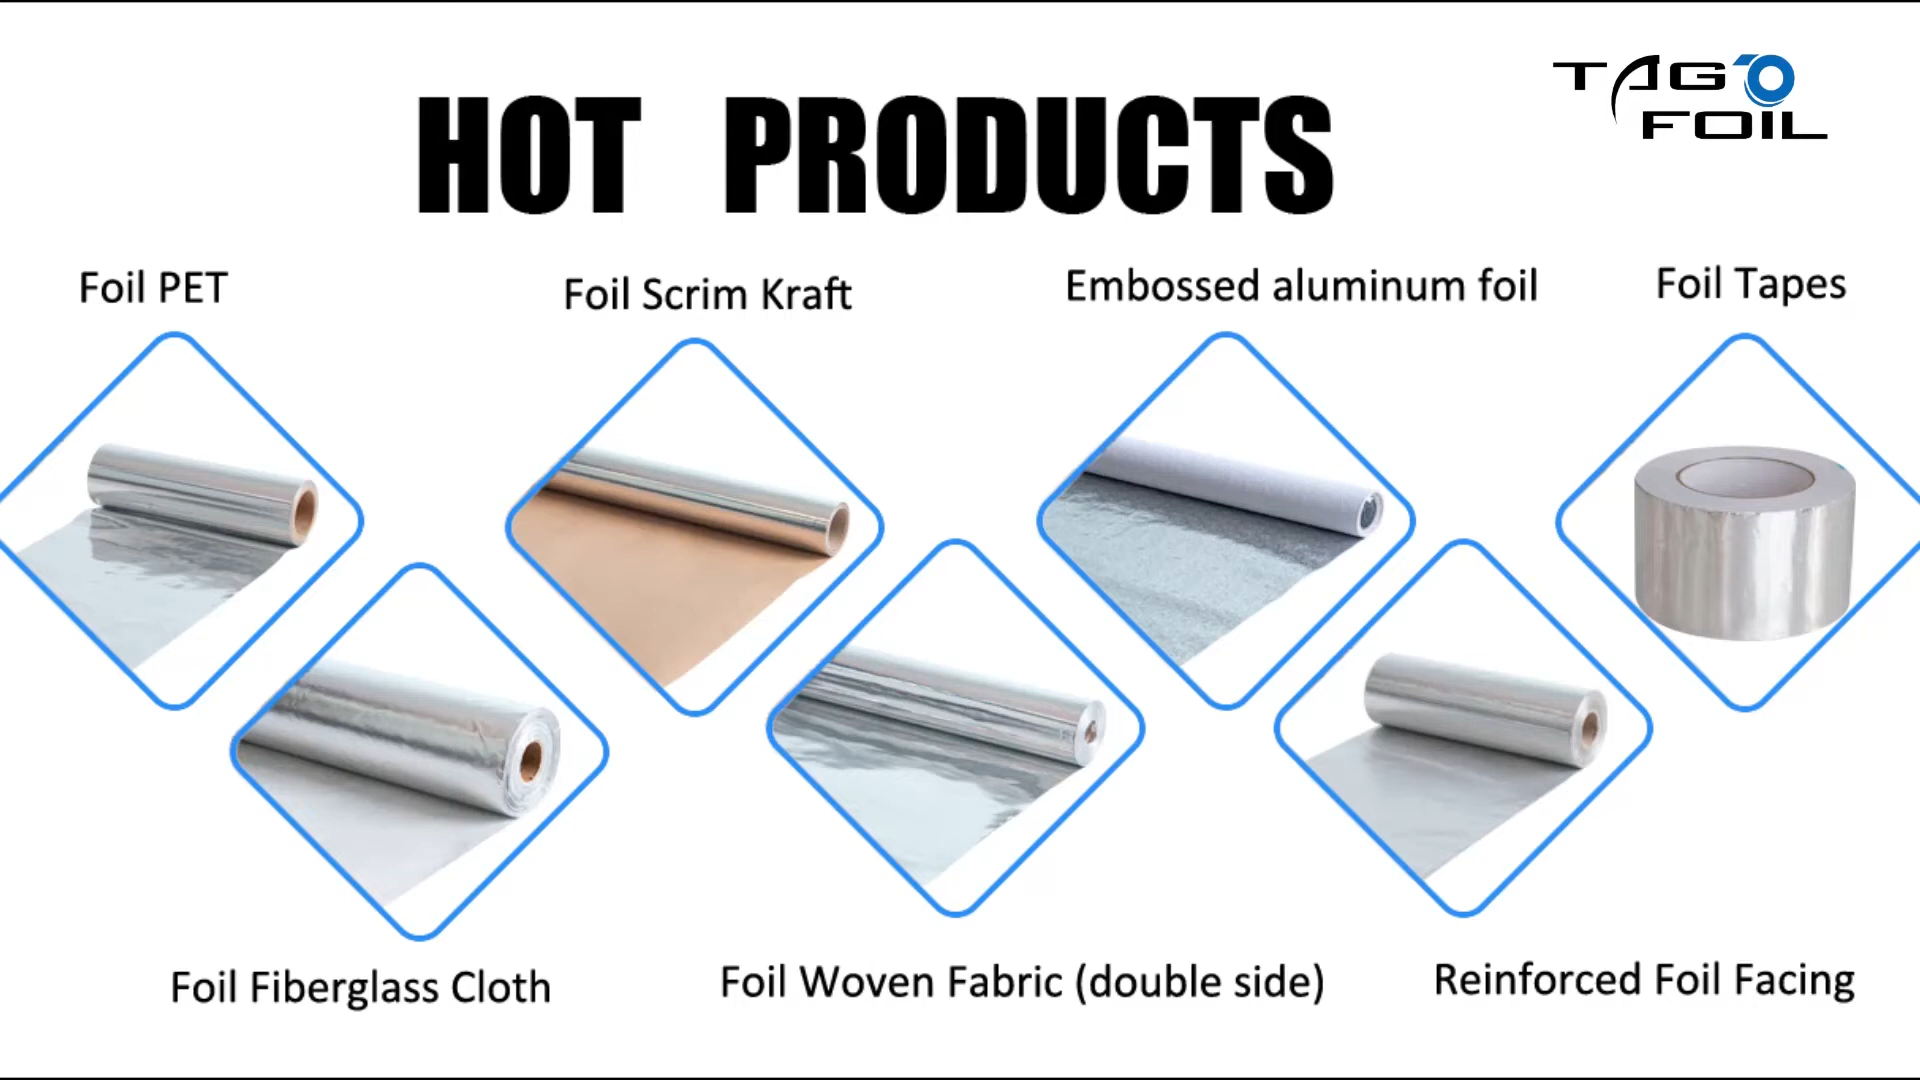 TAGO
FOIL
HOT PRODUCTS
Foil PET
Foil Scrim Kraft
Embossed aluminum foil
Foil Tapes
Foil Fiberglass Cloth
Foil Woven Fabric (double side)
Reinforced Foil Facing